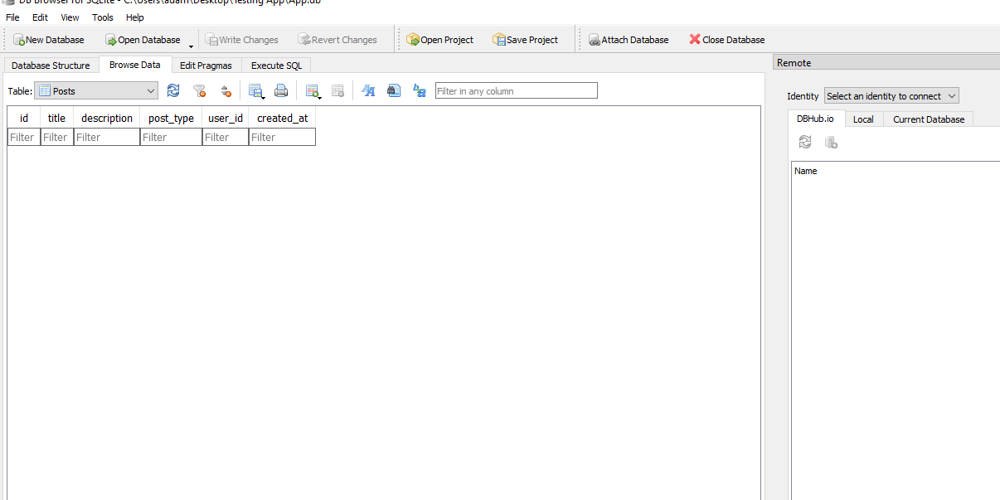 DB Browser for SQLite - C:\Users\adam\Desktop\Testing App\App.db
File Edit View Tools Help
New Database Open Database Write Changes Revert Changes Open Project Save Project Attach Database Close Database
Database Structure Browse Data Edit Pragmas Execute SQL
Remote
Table: Posts Filter in any column
Identity Select an identity to connect
id title description post_type user_id created_at
DBHub.io Local Current Database
Filter Filter Filter Filter Filter Filter
Name